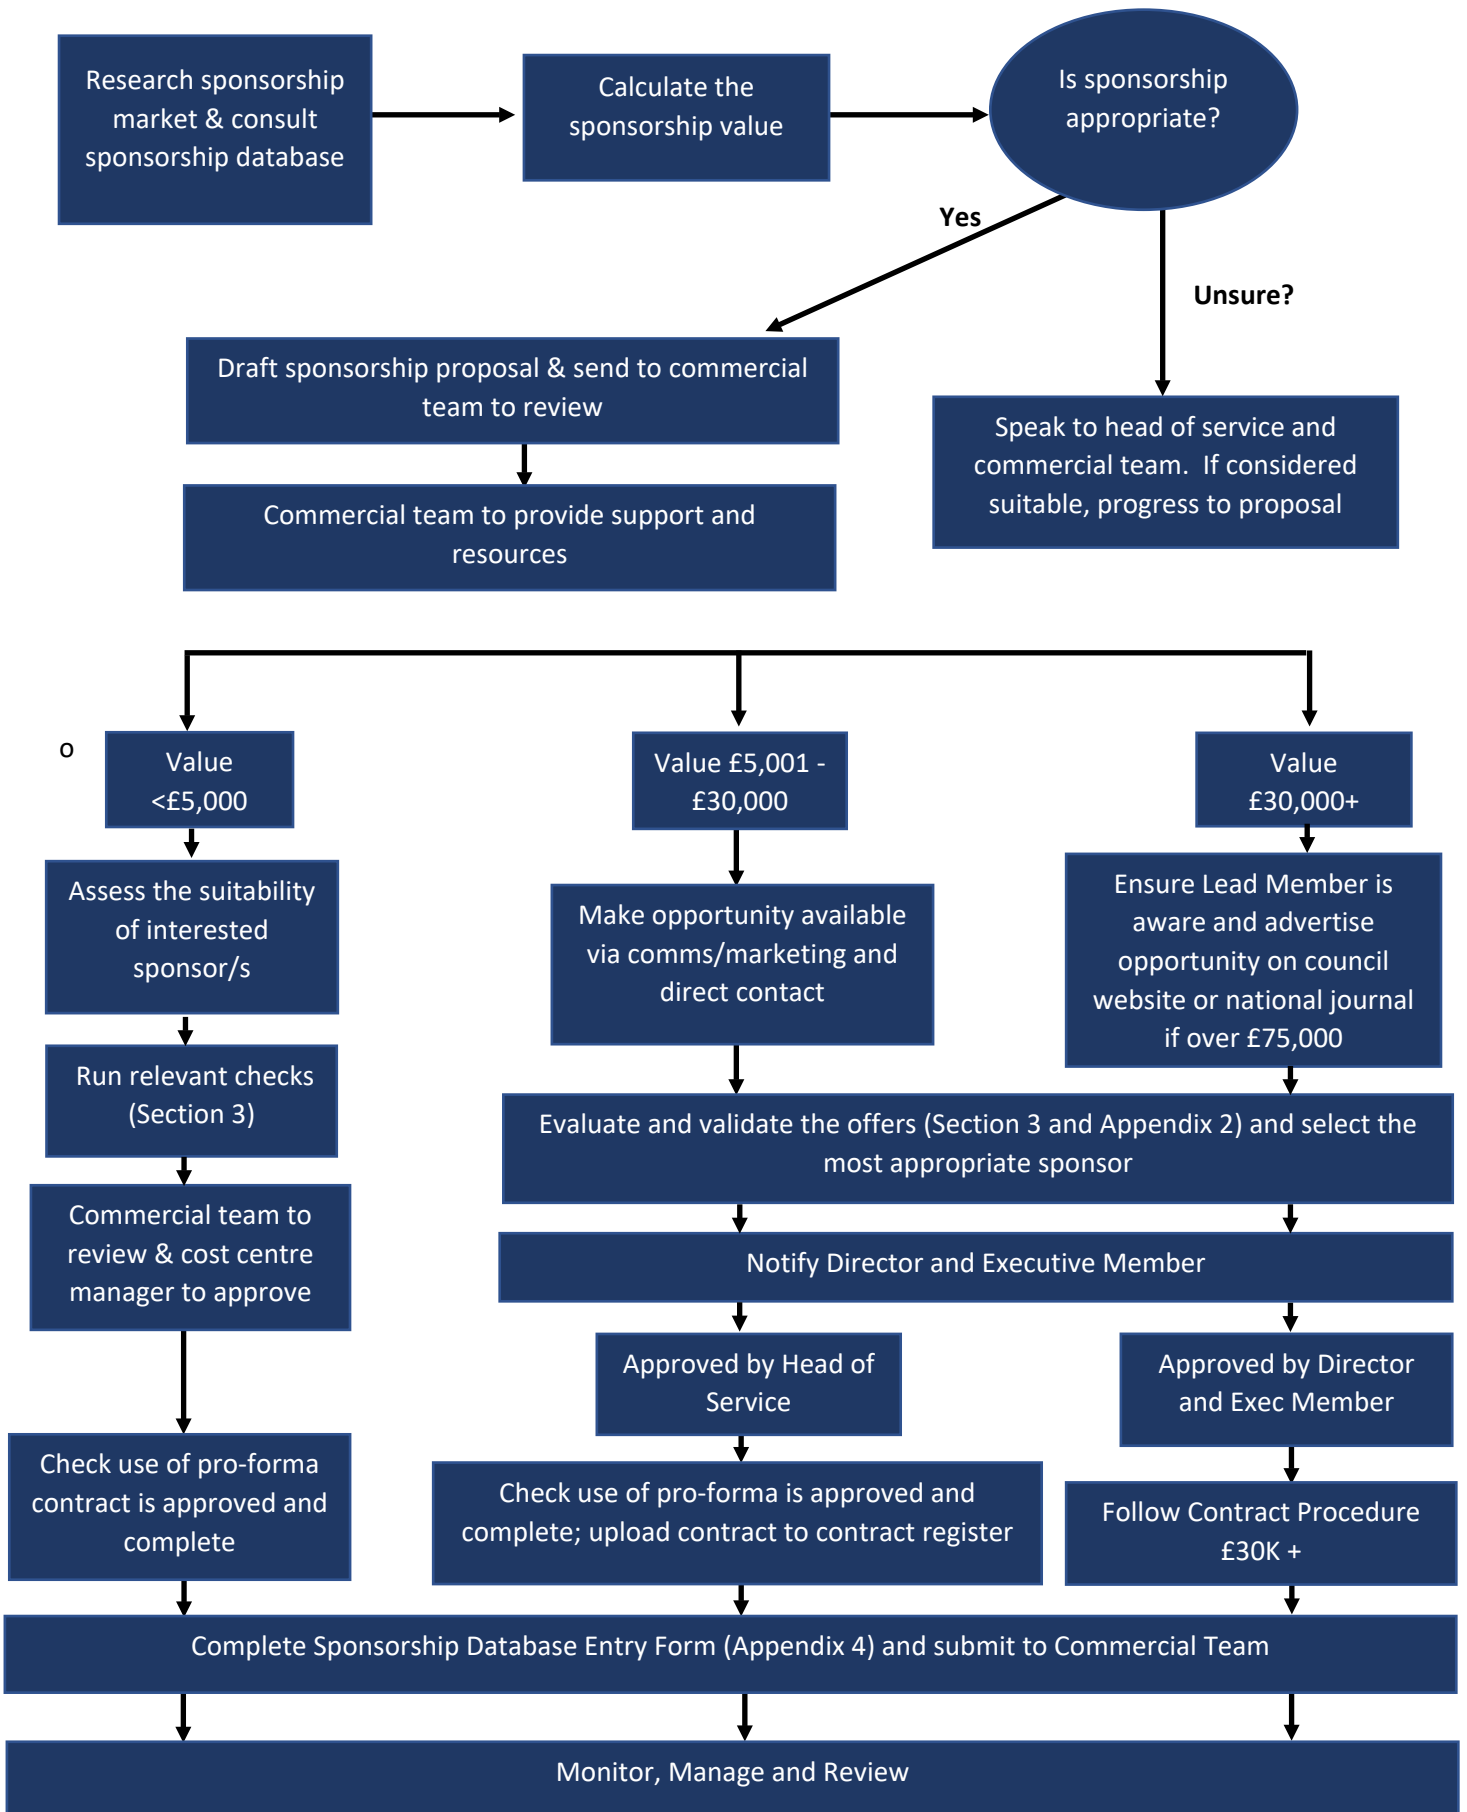 Research sponsorship
market & consult
sponsorship database
Calculate the
sponsorship value
Is sponsorship
appropriate?
Yes
Unsure?
Draft sponsorship proposal & send to commercial
team to review
Speak to head of service and
commercial team.  If considered
suitable, progress to proposal
Commercial team to provide support and
resources
o
Value
<£5,000
Value £5,001 -
£30,000
Value
£30,000+
Assess the suitability
of interested
sponsor/s
Make opportunity available
via comms/marketing and
direct contact
Ensure Lead Member is
aware and advertise
opportunity on council
website or national journal
if over £75,000
Run relevant checks
(Section 3)
Evaluate and validate the offers (Section 3 and Appendix 2) and select the
most appropriate sponsor
Commercial team to
review & cost centre
manager to approve
Notify Director and Executive Member
Approved by Head of
Service
Approved by Director
and Exec Member
Check use of pro-forma
contract is approved and
complete
Check use of pro-forma is approved and
complete; upload contract to contract register
Follow Contract Procedure
£30K +
Complete Sponsorship Database Entry Form (Appendix 4) and submit to Commercial Team
Monitor, Manage and Review